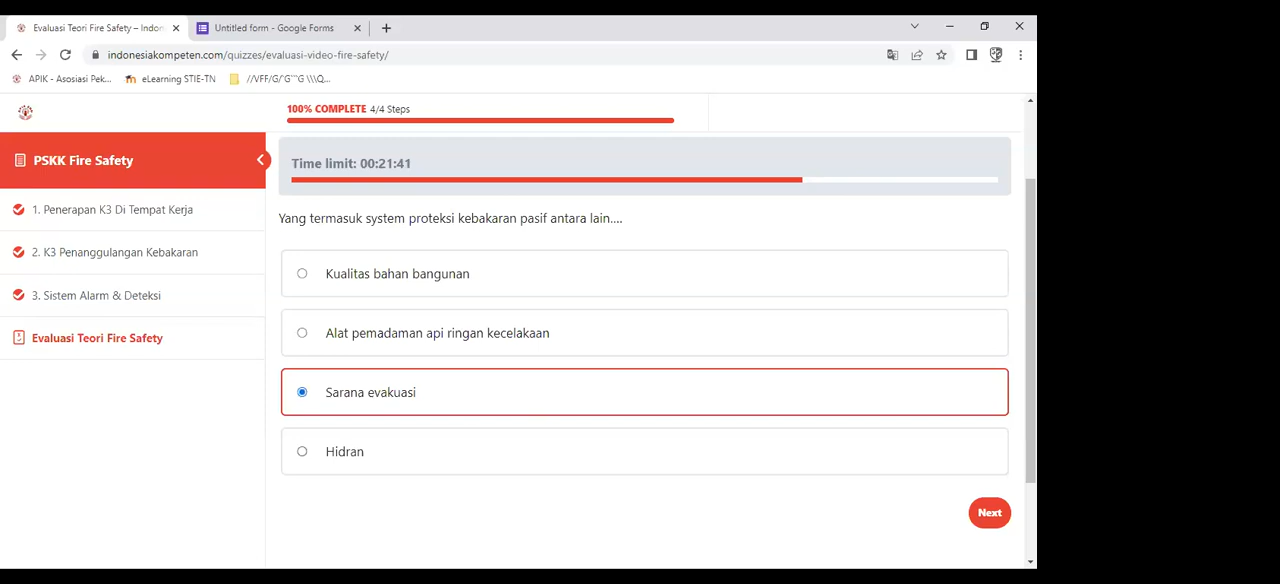 Evaluasi Teori Fire Safety – Indon
Untitled form - Google Forms
indonesiakompeten.com/quizzes/evaluasi-video-fire-safety/
APIK - Asosiasi Pek...
eLearning STIE-TN
100% COMPLETE 4/4 Steps
PSKK Fire Safety
Time limit: 00:21:41
1. Penerapan K3 Di Tempat Kerja
Yang termasuk system proteksi kebakaran pasif antara lain....
2. K3 Penanggulangan Kebakaran
Kualitas bahan bangunan
3. Sistem Alarm & Deteksi
Alat pemadaman api ringan kecelakaan
Evaluasi Teori Fire Safety
Sarana evakuasi
Hidran
Next